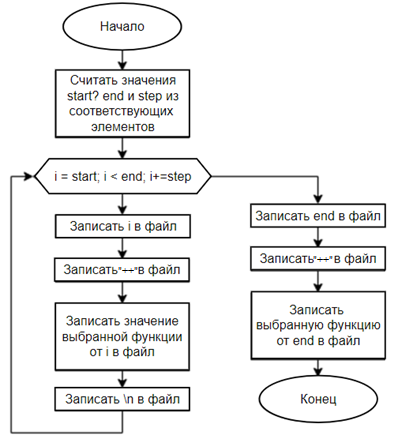 Начало
Считать значения
start? end и step из
соответствующих
элементов
i = start; i < end; i+=step
Записать i в файл
Записать"++"в файл
Записать значение
выбранной функции
от i в файл
Записать \n в файл
Записать end в файл
Записать"++"в файл
Записать
выбранную функцию
от end в файл
Конец